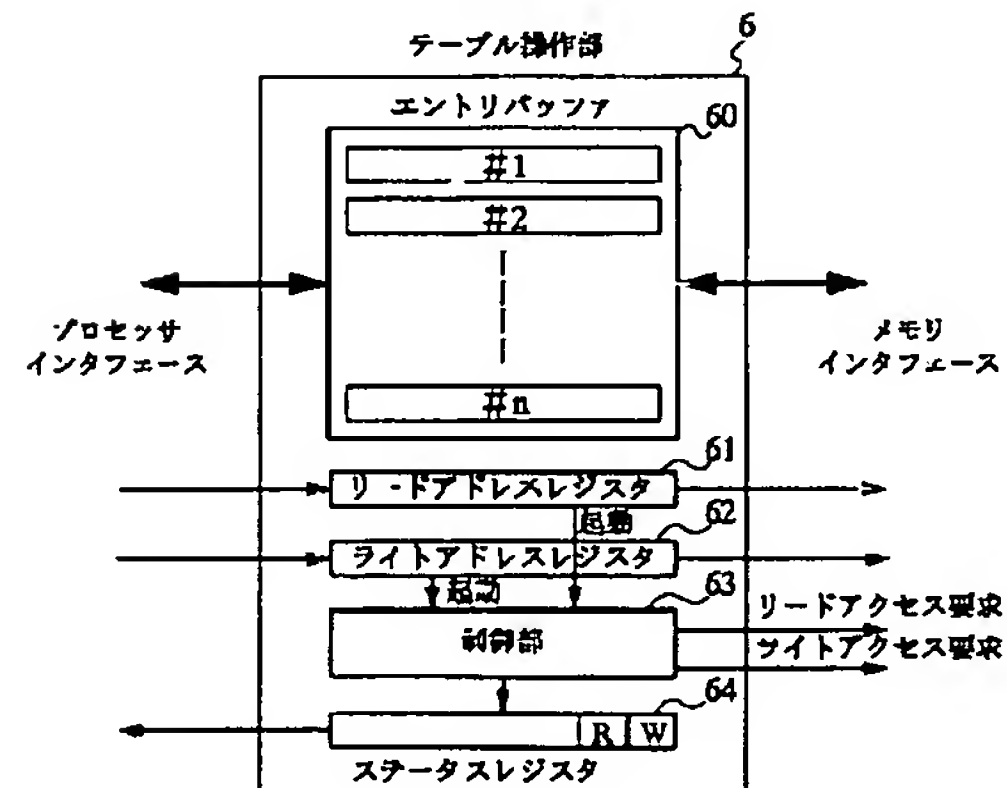 テーブル操作部
6
エントリバッファ
60
#1
#2
#n
プロセッサ
インタフェース
メモリ
インタフェース
61
リードアドレスレジスタ
起動
62
ライトアドレスレジスタ
起動
63
制御部
リードアクセス要求
ライトアクセス要求
64
R
W
ステータスレジスタ